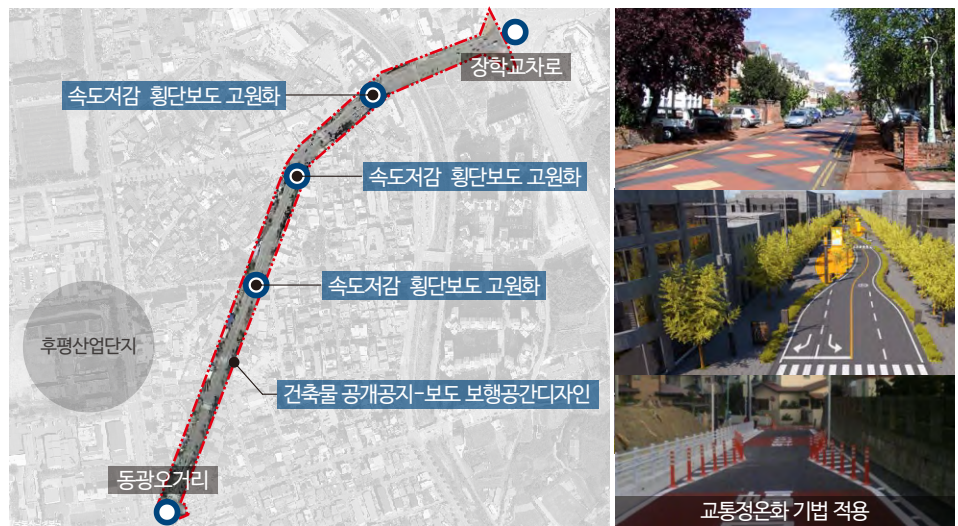 장학교차로
속도저감 횡단보도 고원화
속도저감 횡단보도 고원화
속도저감 횡단보도 고원화
후평산업단지
건축물 공개공지-보도 보행공간디자인
동광오거리
교통정온화 기법 적용